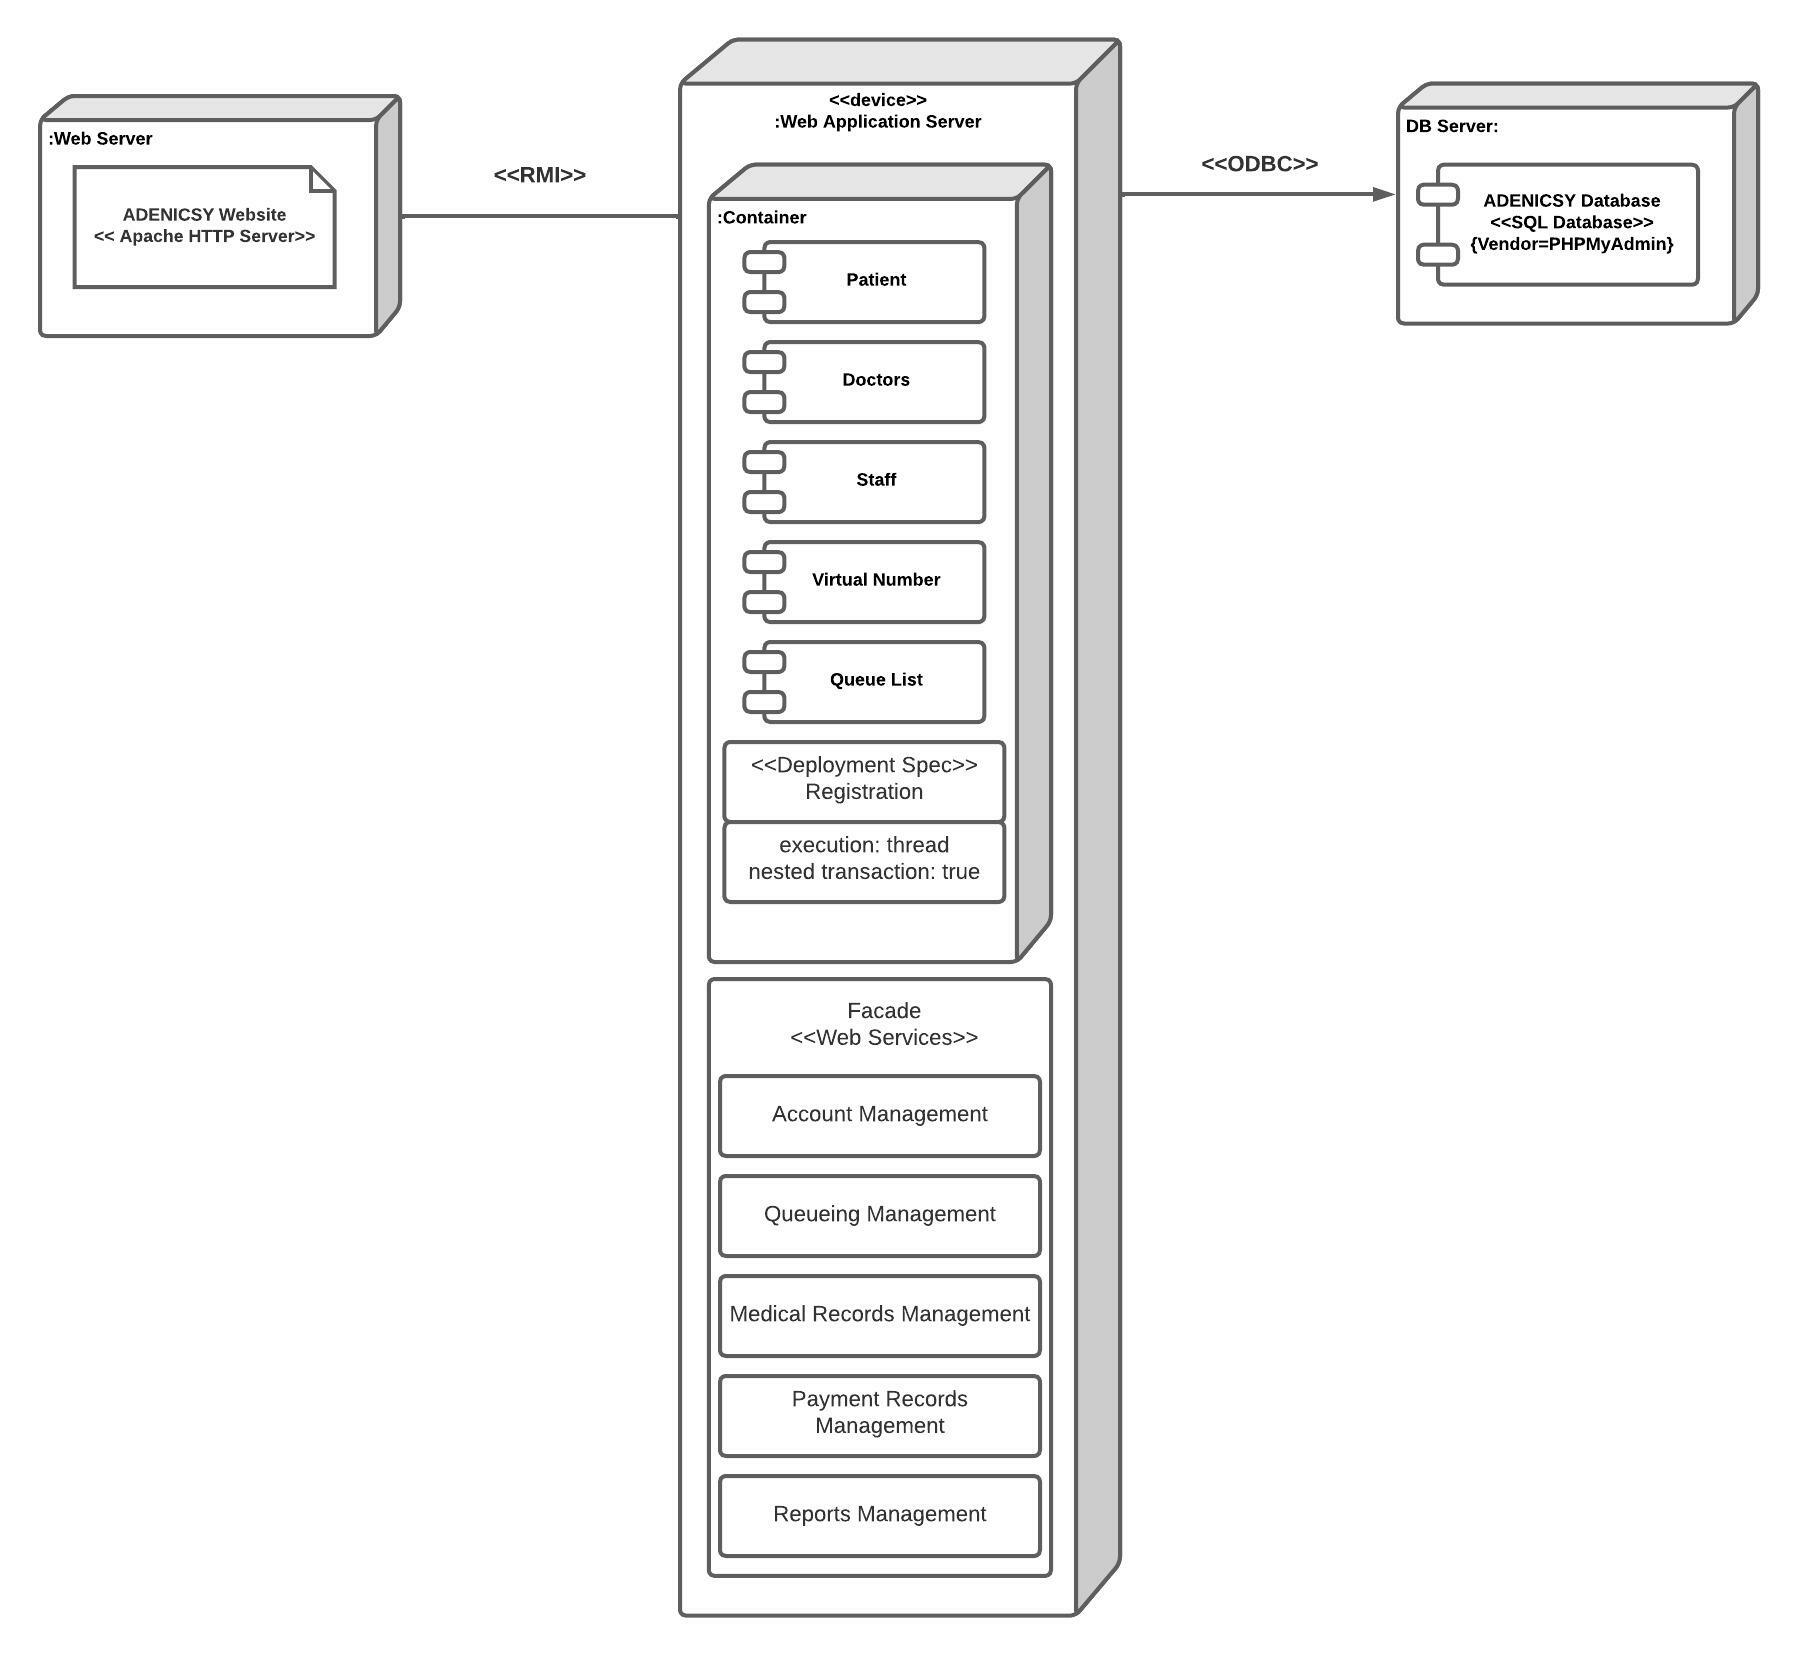 :Web Server
ADENICSY Website
<< Apache HTTP Server>>
<<RMI>>
<<device>>
:Web Application Server
:Container
Patient
Doctors
Staff
Virtual Number
Queue List
<<Deployment Spec>>
Registration
execution: thread
nested transaction: true
Facade
<<Web Services>>
Account Management
Queueing Management
Medical Records Management
Payment Records
Management
Reports Management
<<ODBC>>
DB Server:
ADENICSY Database
<<SQL Database>>
{Vendor=PHPMyAdmin}